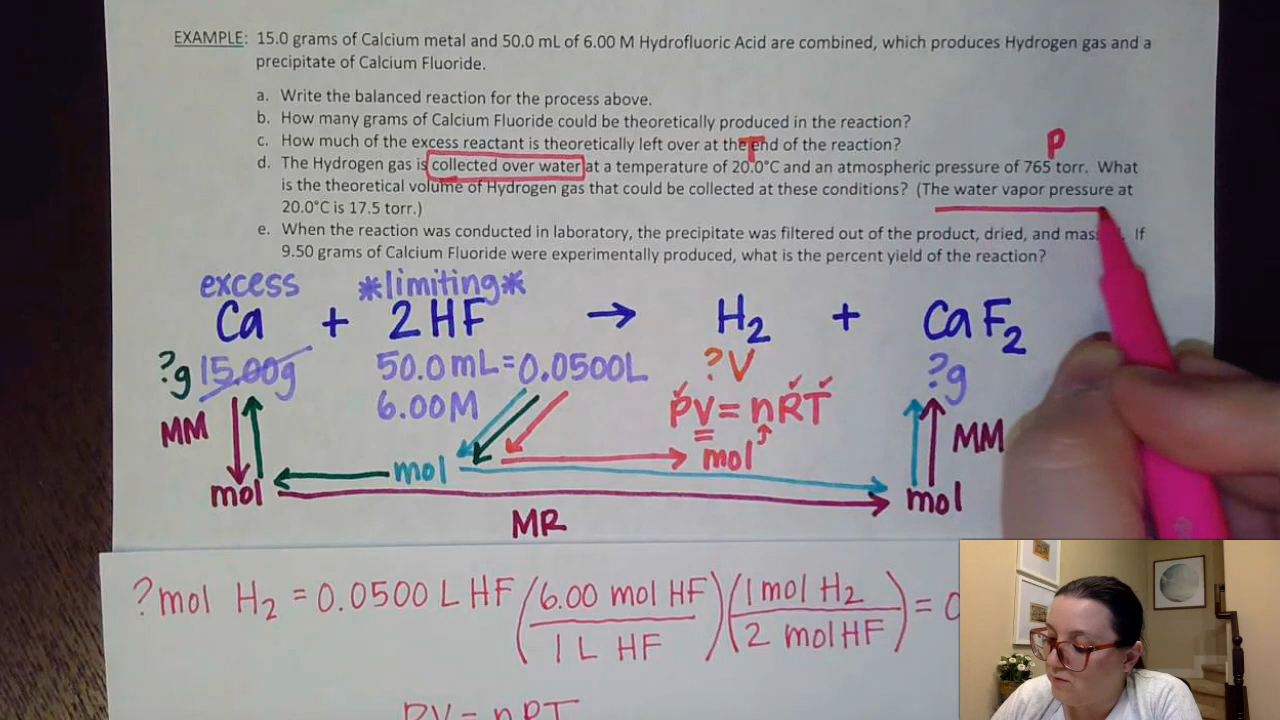 EXAMPLE: 15.0 grams of Calcium metal and 50.0 mL of 6.00 M Hydrofluoric Acid are combined, which produces Hydrogen gas and a
precipitate of Calcium Fluoride.
a. Write the balanced reaction for the process above.
b. How many grams of Calcium Fluoride could be theoretically produced in the reaction?
c. How much of the excess reactant is theoretically left over at the end of the reaction?
T P
d. The Hydrogen gas is collected over water at a temperature of 20.0°C and an atmospheric pressure of 765 torr. What
is the theoretical volume of Hydrogen gas that could be collected at these conditions? (The water vapor pressure at
20.0°C is 17.5 torr.)
e. When the reaction was conducted in laboratory, the precipitate was filtered out of the product, dried, and If
9.50 grams of Calcium Fluoride were experimentally produced, what is the percent yield of the reaction?
excess *limiting*
Ca + 2HF → H₂ + CaF₂
?g 15.00g 50.0mL=0.0500L ?V ?g
6.00M PV=nRT
MM mol MM
mol mol mol
MR
?mol H₂ = 0.0500 L HF (6.00 mol HF / 1 L HF) (1 mol H₂ / 2 mol HF) = 0
PV = nRT